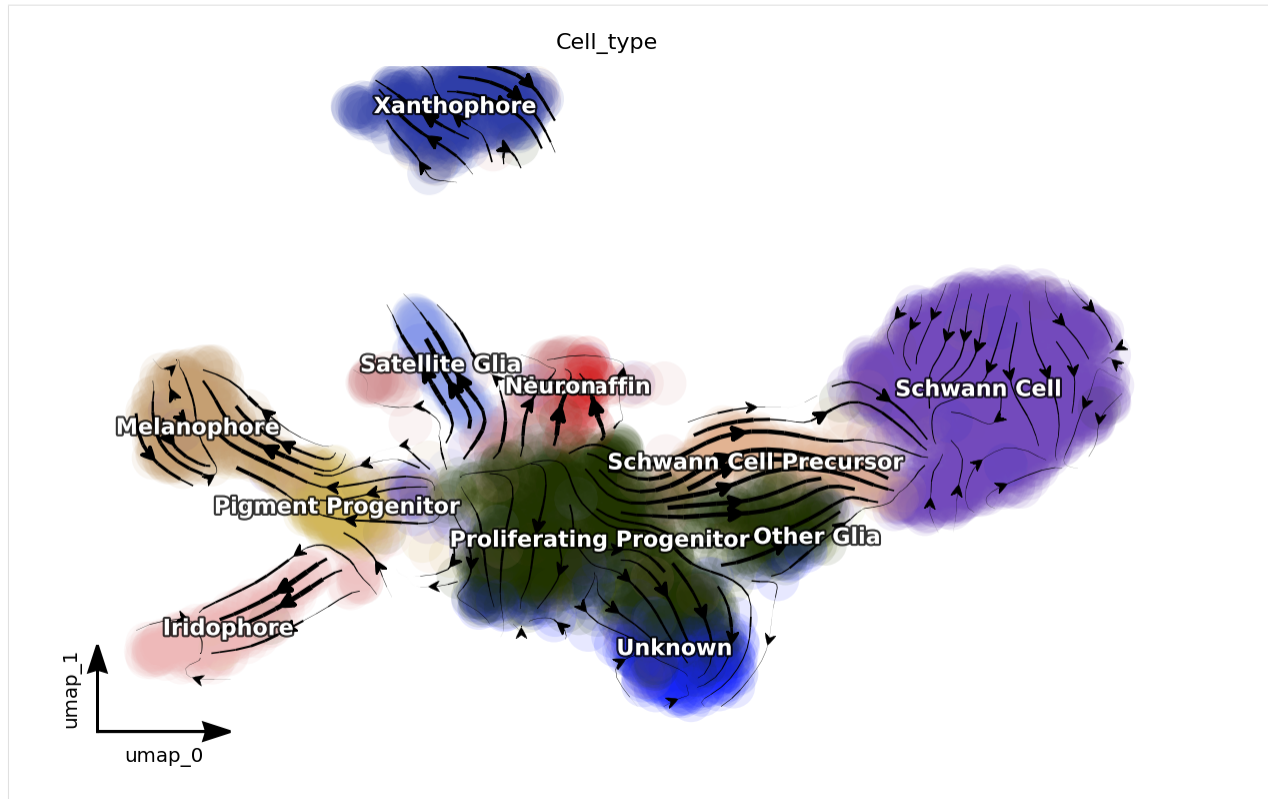 Cell_type
Xanthophore
Satellite Glia
Neuronaffin
Schwann Cell
Melanophore
Schwann Cell Precursor
Pigment Progenitor
Proliferating Progenitor
Other Glia
Iridophore
Unknown
umap_1
umap_0